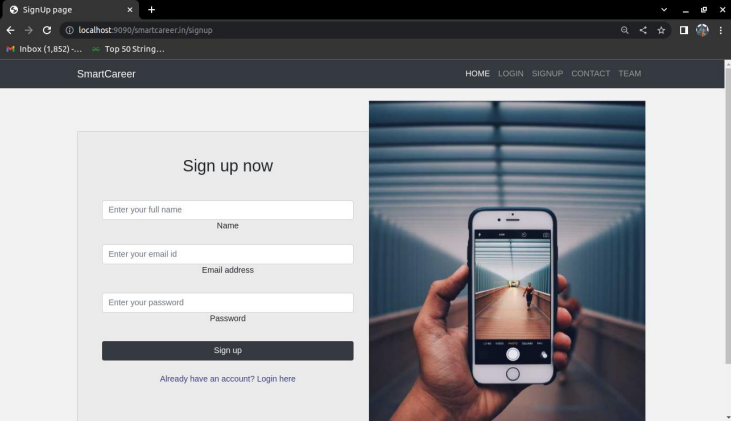 SignUp page
localhost:9090/smartcareer.in/signup
Inbox (1,852) -...
Top 50 String...
SmartCareer
HOME LOGIN SIGNUP CONTACT TEAM
Sign up now
Enter your full name
Name
Enter your email id
Email address
Enter your password
Password
Sign up
Already have an account? Login here